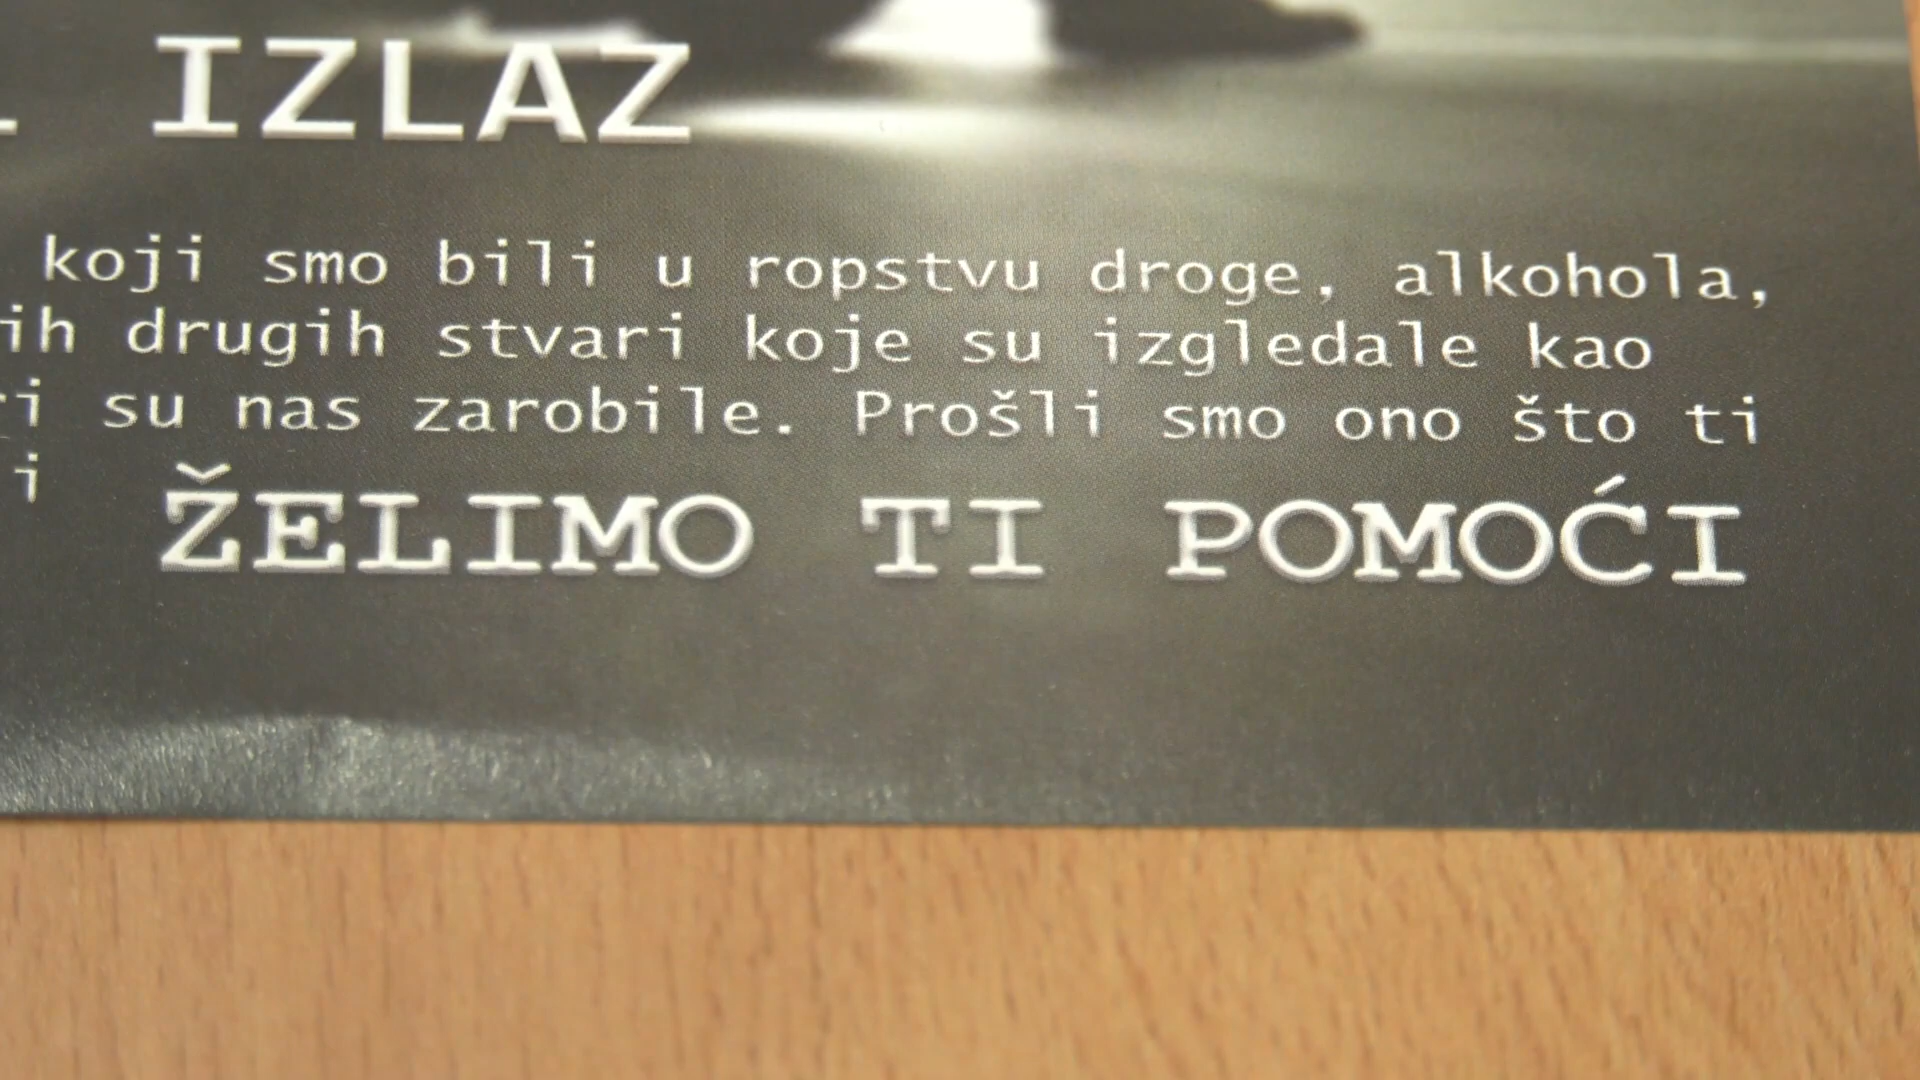 IZLAZ
koji smo bili u ropstvu droge, alkohola,
drugih stvari koje su izgledale kao
su nas zarobile. Prošli smo ono što ti
i
ŽELIMO TI POMOĆI